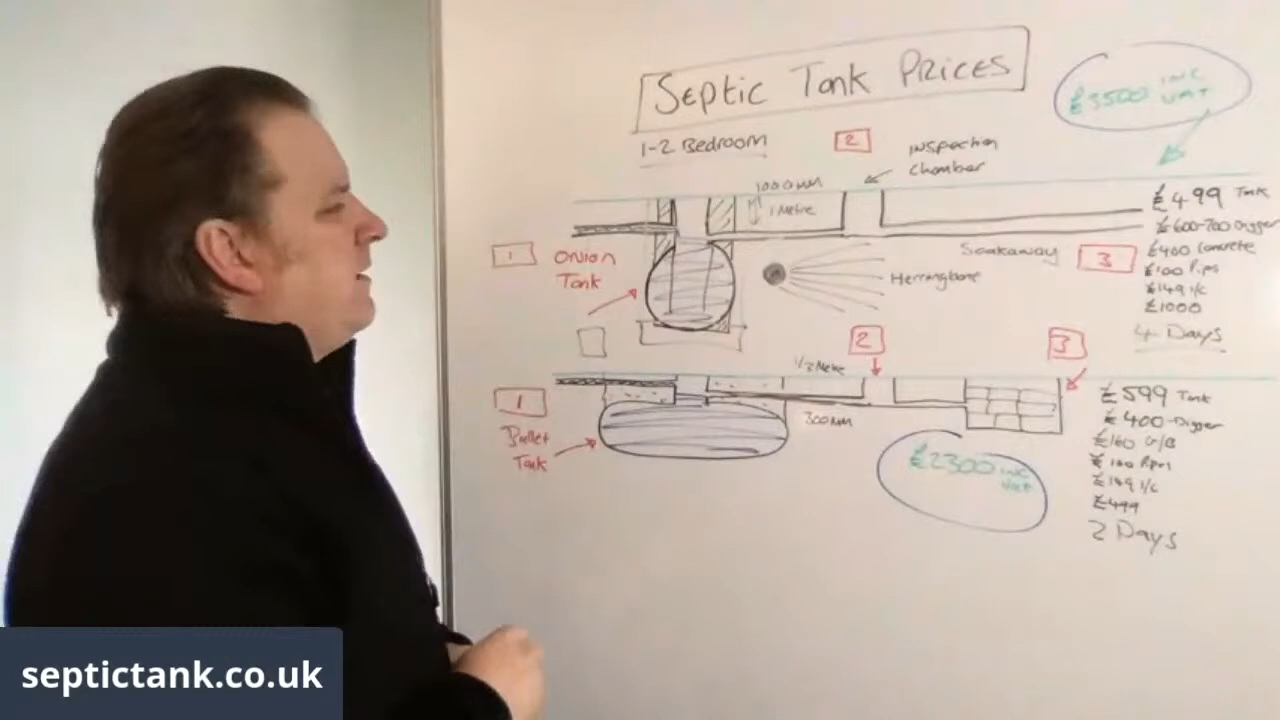 Septic Tank Prices
£3500 INC
VAT
1-2 Bedroom
2
Inspection
Chamber
1000MM
1 Metre
£499 Tank
£600-700 Digger
£400 Concrete
£100 Pipes
£149 I/C
£1000
4 Days
1
Onion
Tank
Soakaway
3
Herringbone
2
3
1/2 Metre
1
Bullet
Tank
300MM
£2300 INC
VAT
£599 Tank
£400-Digger
£160 G/B
£100 Pipes
£149 I/C
£499
2 Days
septictank.co.uk